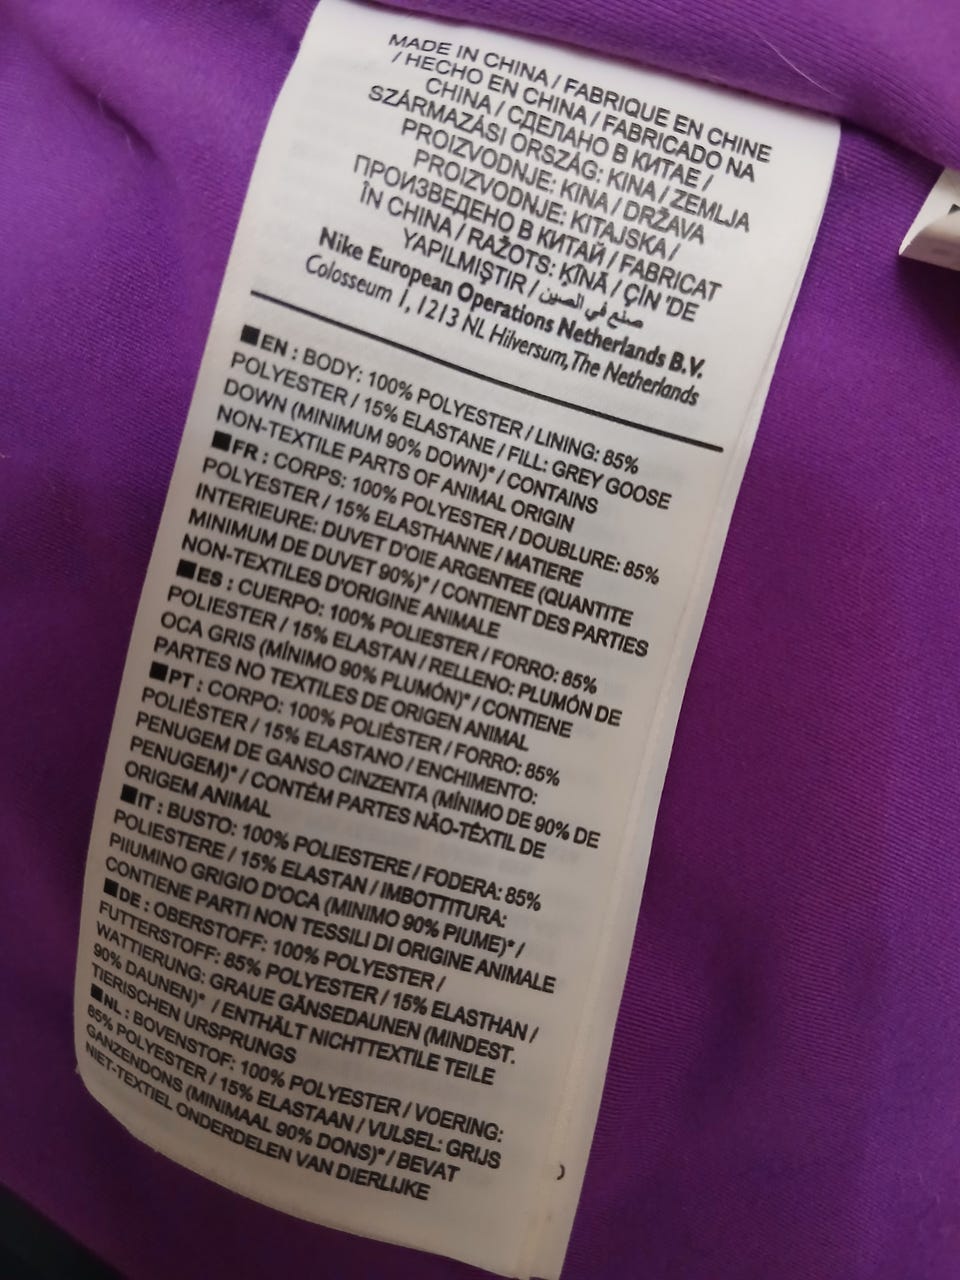 MADE IN CHINA / FABRIQUE EN CHINE
/ HECHO EN CHINA / FABRICADO NA
CHINA / СДЕЛАНО В КИТАЕ /
SZÁRMAZÁSI ORSZÁG: KINA / ZEMLJA
PROIZVODNJE: KINA / DRŽAVA
PROIZVODNJE: KITAJSKA /
ПРОИЗВЕДЕНО В КИТАЙ / FABRICAT
ÎN CHINA / RAŽOTS: ĶĪNĀ / ÇİN 'DE
YAPILMIŞTIR / صنع في الصين
Nike European Operations Netherlands B.V.
Colosseum 1, 1213 NL Hilversum, The Netherlands
■EN : BODY: 100% POLYESTER / LINING: 85%
POLYESTER / 15% ELASTANE / FILL: GREY GOOSE
DOWN (MINIMUM 90% DOWN)* / CONTAINS
NON-TEXTILE PARTS OF ANIMAL ORIGIN
■FR : CORPS: 100% POLYESTER / DOUBLURE: 85%
POLYESTER / 15% ELASTHANNE / MATIERE
INTERIEURE: DUVET D'OIE ARGENTEE (QUANTITE
MINIMUM DE DUVET 90%)* / CONTIENT DES PARTIES
NON-TEXTILES D'ORIGINE ANIMALE
■ES : CUERPO: 100% POLIESTER / FORRO: 85%
POLIESTER / 15% ELASTAN / RELLENO: PLUMÓN DE
OCA GRIS (MÍNIMO 90% PLUMÓN)* / CONTIENE
PARTES NO TEXTILES DE ORIGEN ANIMAL
■PT : CORPO: 100% POLIÉSTER / FORRO: 85%
POLIÉSTER / 15% ELASTANO / ENCHIMENTO:
PENUGEM DE GANSO CINZENTA (MÍNIMO DE 90% DE
PENUGEM)* / CONTÉM PARTES NÃO-TÊXTIL DE
ORIGEM ANIMAL
■IT : BUSTO: 100% POLIESTERE / FODERA: 85%
POLIESTERE / 15% ELASTAN / IMBOTTITURA:
PIIUMINO GRIGIO D'OCA (MINIMO 90% PIUME)* /
CONTIENE PARTI NON TESSILI DI ORIGINE ANIMALE
■DE : OBERSTOFF: 100% POLYESTER /
FUTTERSTOFF: 85% POLYESTER / 15% ELASTHAN /
WATTIERUNG: GRAUE GÄNSEDAUNEN (MINDEST.
90% DAUNEN)* / ENTHÄLT NICHTTEXTILE TEILE
TIERISCHEN URSPRUNGS
■NL : BOVENSTOF: 100% POLYESTER / VOERING:
85% POLYESTER / 15% ELASTAAN / VULSEL: GRIJS
GANZENDONS (MINIMAAL 90% DONS)* / BEVAT
NIET-TEXTIEL ONDERDELEN VAN DIERLIJKE